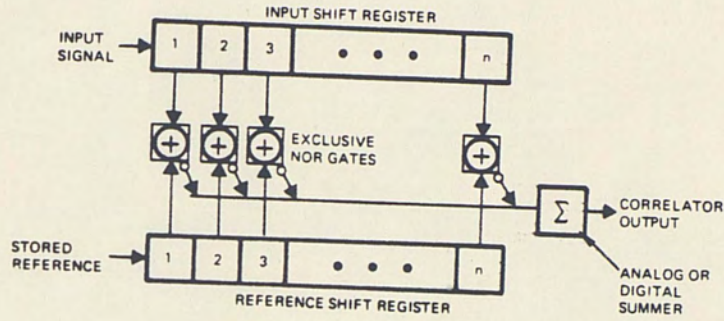 INPUT SHIFT REGISTER
INPUT
SIGNAL
1 2 3 • • • n
+ + + +
EXCLUSIVE
NOR GATES
Σ
CORRELATOR
OUTPUT
STORED
REFERENCE
1 2 3 • • • n
ANALOG OR
DIGITAL
SUMMER
REFERENCE SHIFT REGISTER